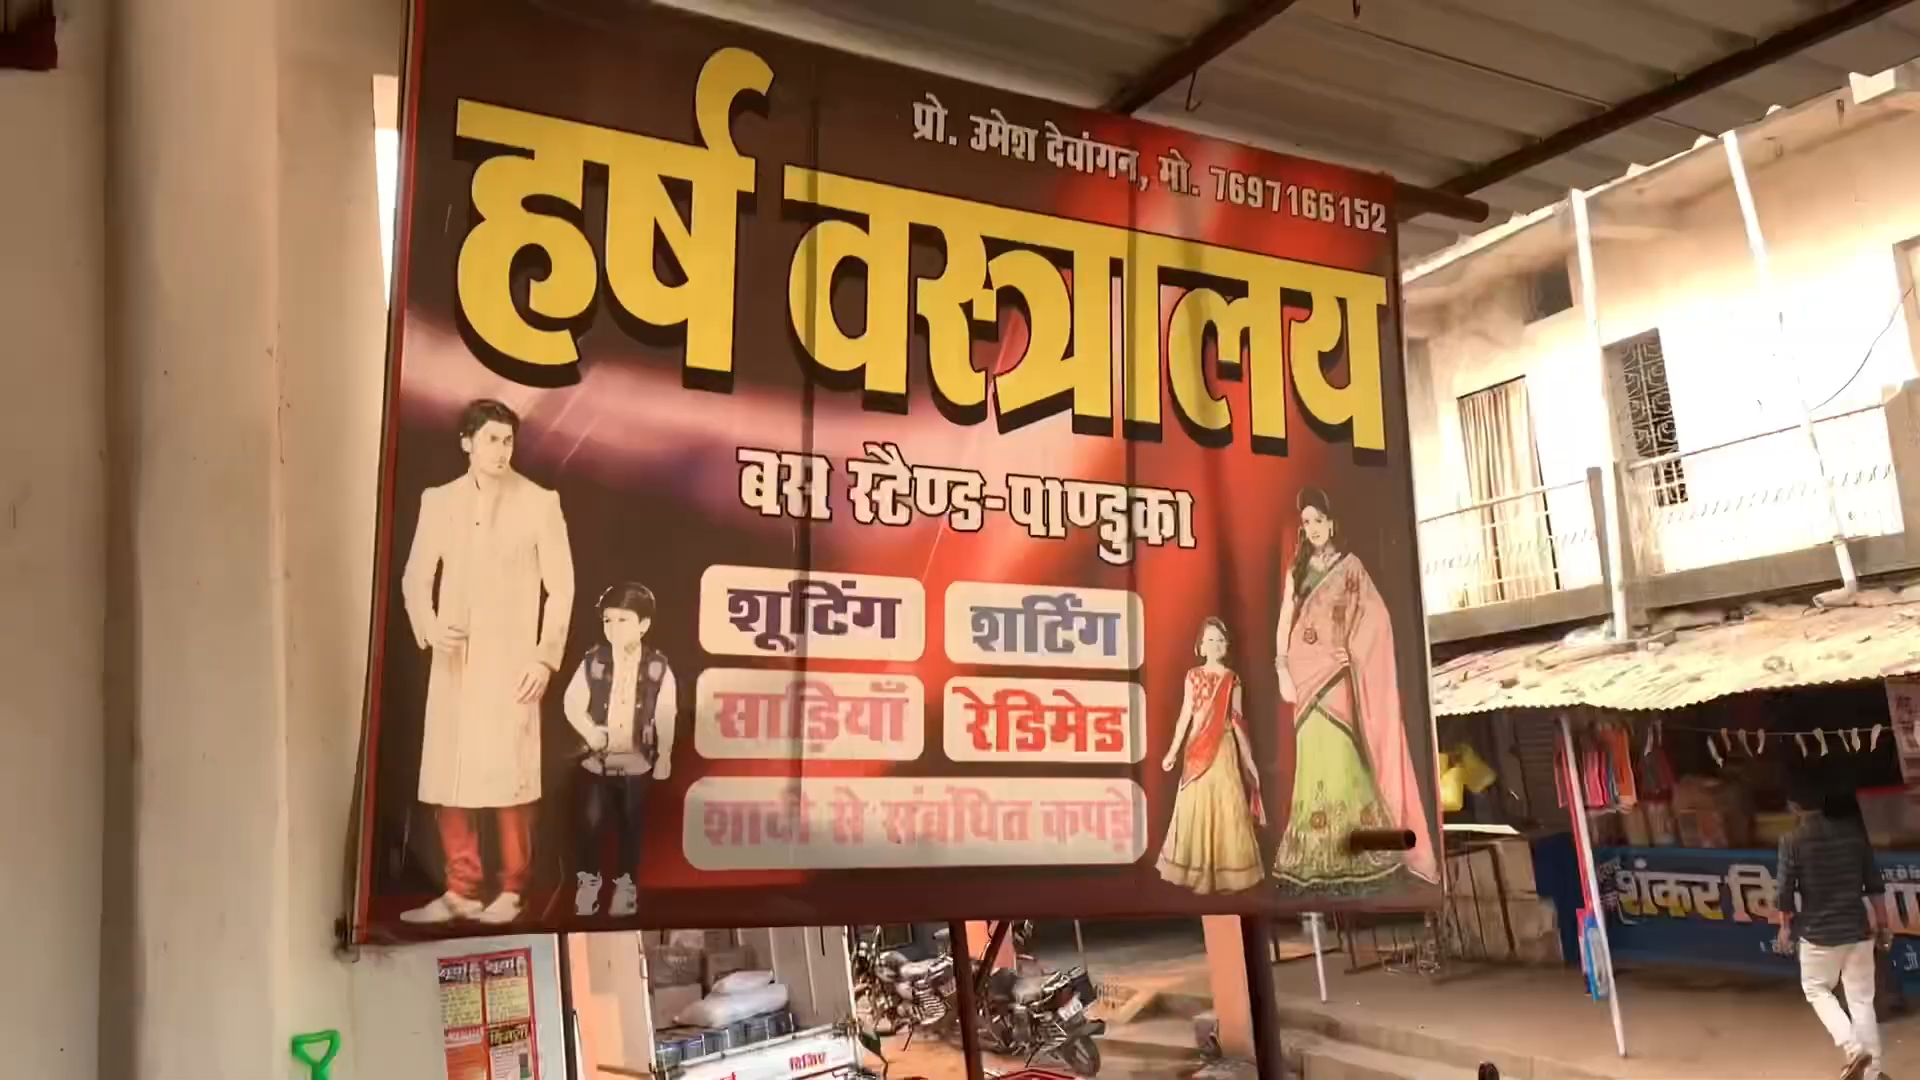 प्रो. उमेश देवांगन, मो. 7697166152
हर्ष वस्त्रालय
बस स्टैण्ड-पाण्डुका
शूटिंग
शर्टिंग
साड़ियाँ
रेडिमेड
शादी से संबंधित कपड़े
शंकर